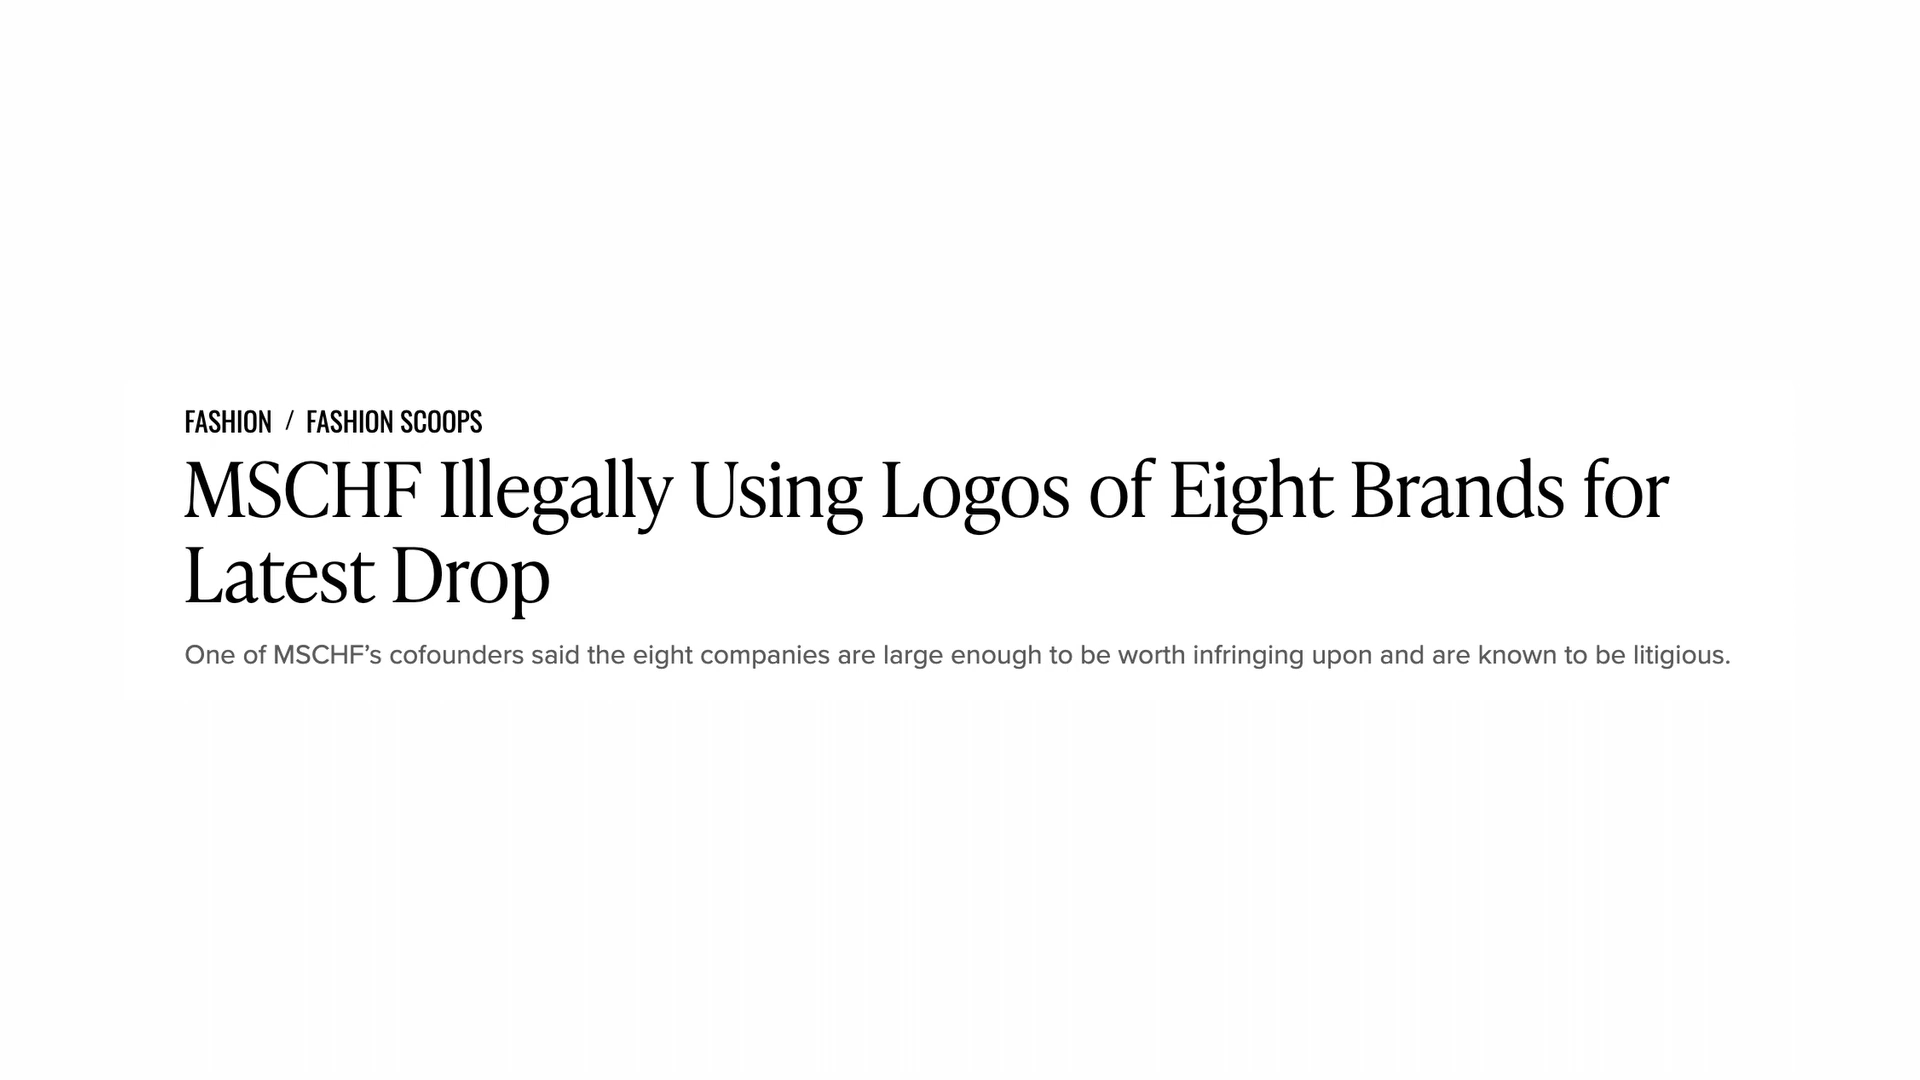 FASHION / FASHION SCOOPS
MSCHF Illegally Using Logos of Eight Brands for
Latest Drop
One of MSCHF’s cofounders said the eight companies are large enough to be worth infringing upon and are known to be litigious.